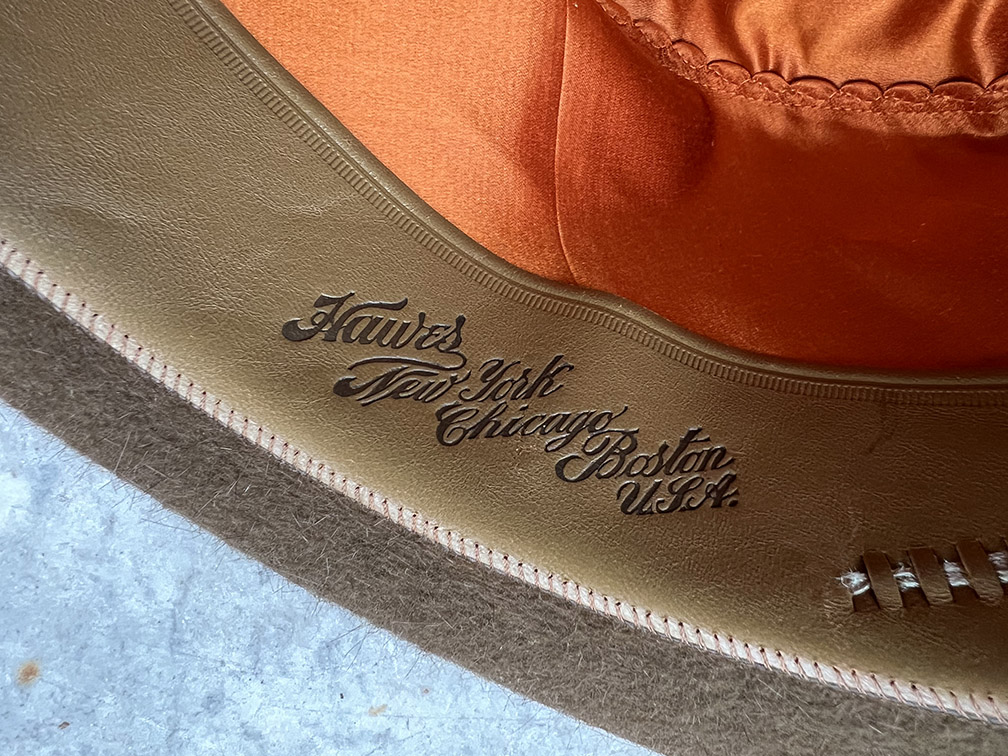 Hawes
New York
Chicago
Boston
U.S.A.